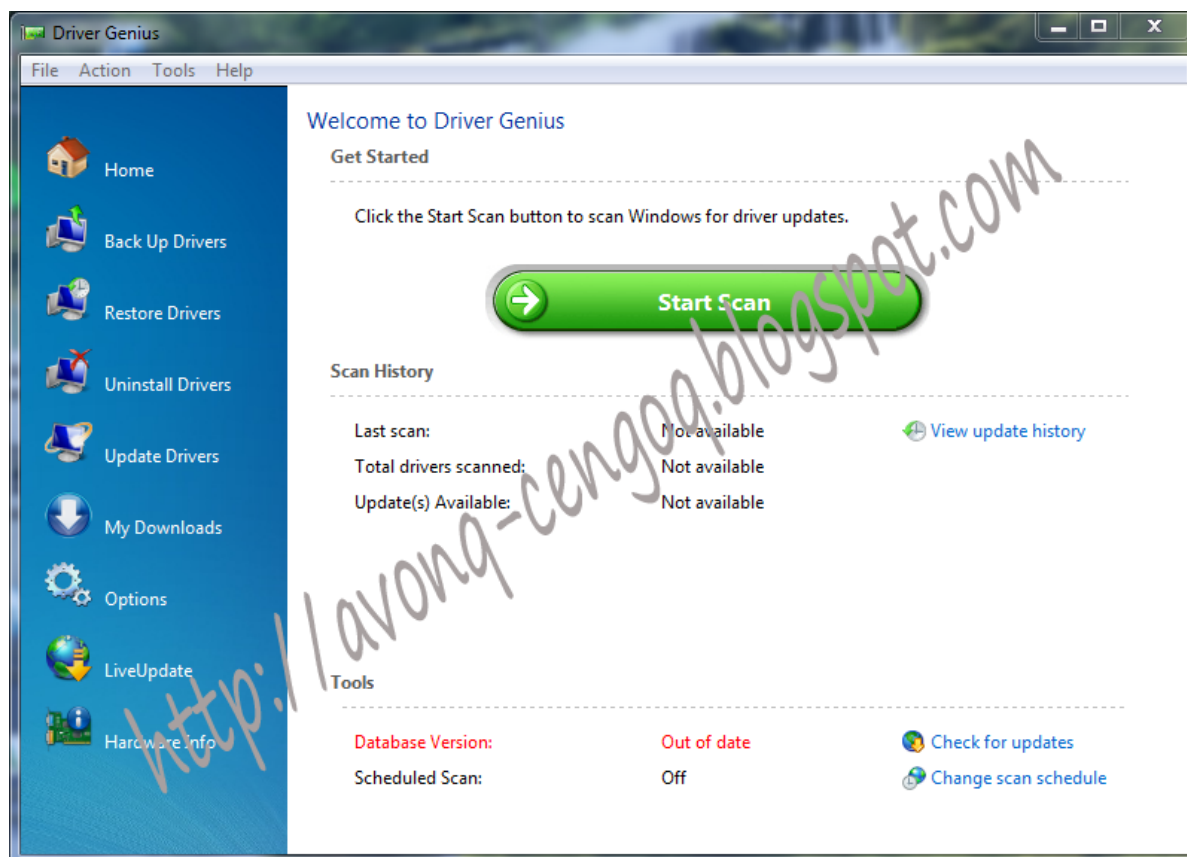 Driver Genius
File Action Tools Help
Home
Back Up Drivers
Restore Drivers
Uninstall Drivers
Update Drivers
My Downloads
Options
LiveUpdate
Hardware Info
Welcome to Driver Genius
Get Started
Click the Start Scan button to scan Windows for driver updates.
Start Scan
Scan History
Last scan: Not available View update history
Total drivers scanned: Not available
Update(s) Available: Not available
Tools
Database Version: Out of date Check for updates
Scheduled Scan: Off Change scan schedule
http://avonq-cengoq.blogspot.com